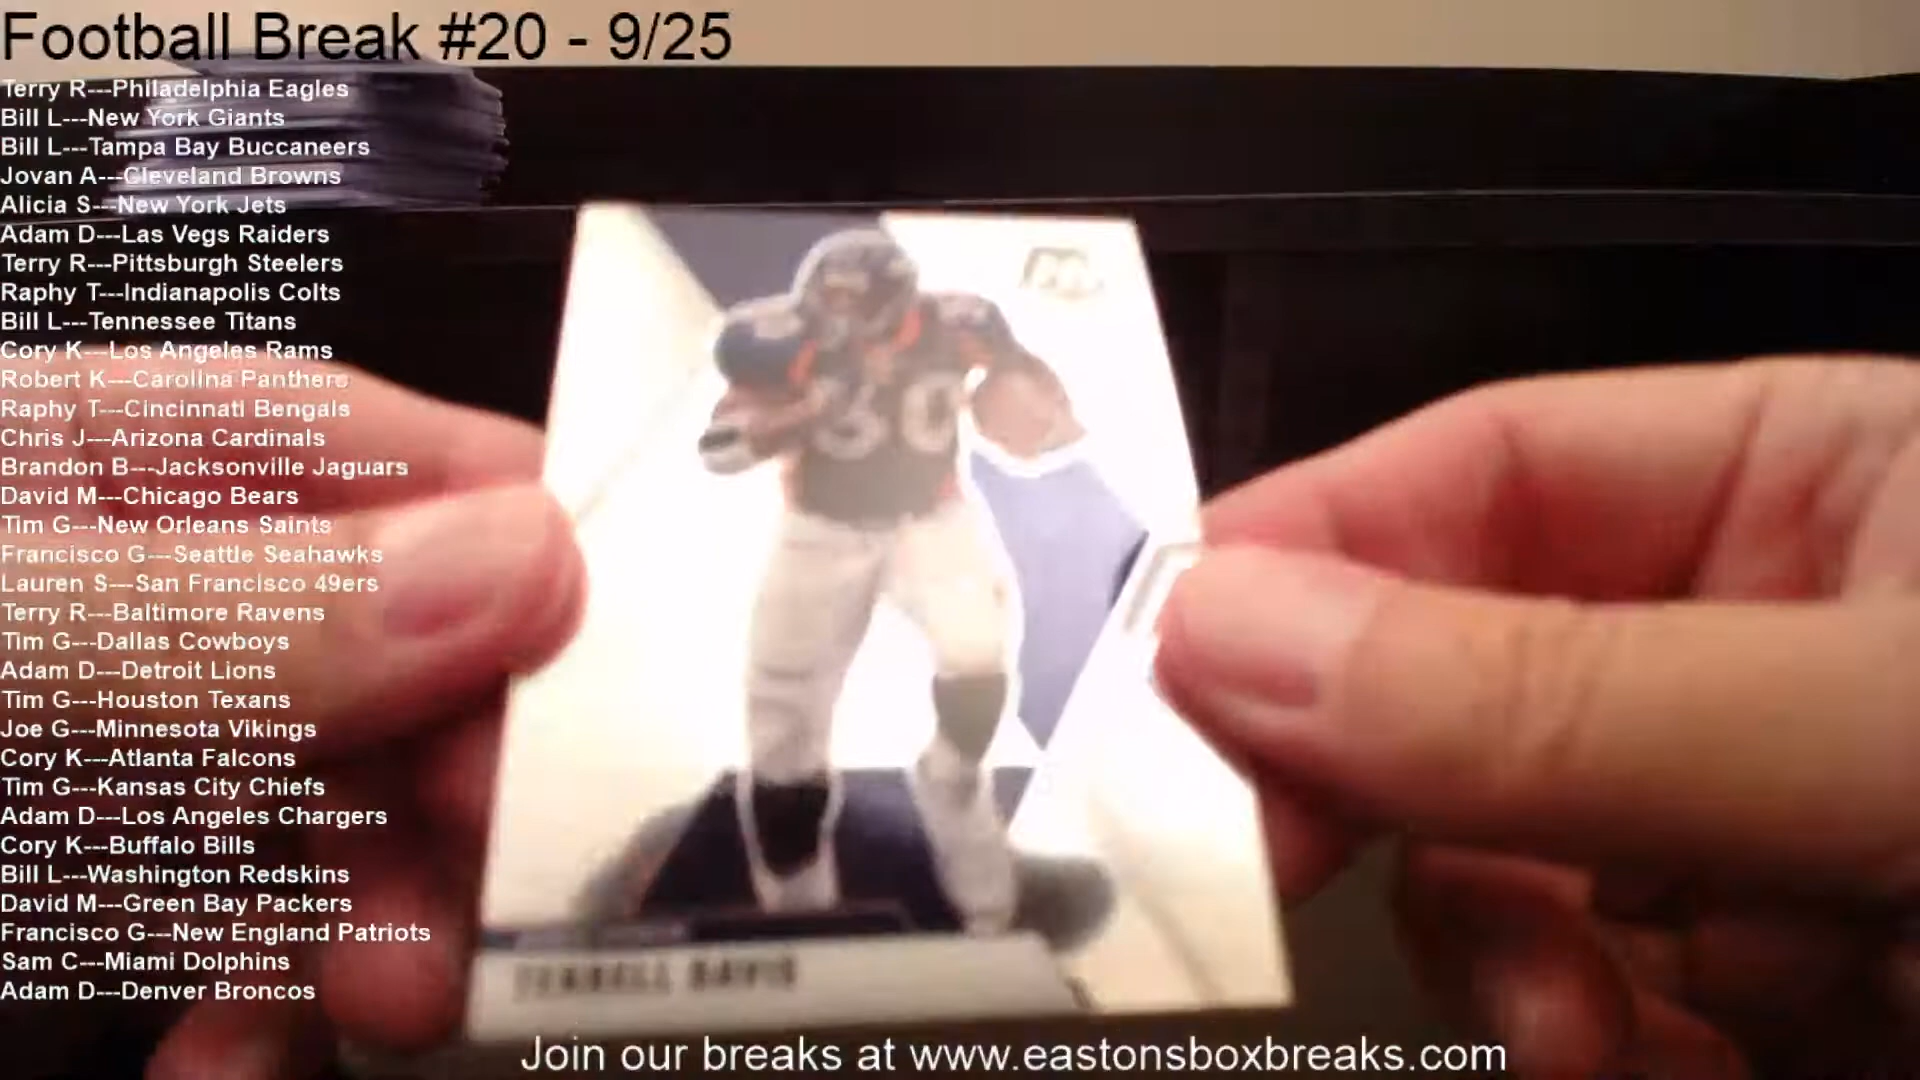 Football Break #20 - 9/25
Terry R---Philadelphia Eagles
Bill L---New York Giants
Bill L---Tampa Bay Buccaneers
Jovan A---Cleveland Browns
Alicia S---New York Jets
Adam D---Las Vegs Raiders
Terry R---Pittsburgh Steelers
Raphy T---Indianapolis Colts
Bill L---Tennessee Titans
Cory K---Los Angeles Rams
Robert K---Carolina Panthers
Raphy T---Cincinnati Bengals
Chris J---Arizona Cardinals
Brandon B---Jacksonville Jaguars
David M---Chicago Bears
Tim G---New Orleans Saints
Francisco G---Seattle Seahawks
Lauren S---San Francisco 49ers
Terry R---Baltimore Ravens
Tim G---Dallas Cowboys
Adam D---Detroit Lions
Tim G---Houston Texans
Joe G---Minnesota Vikings
Cory K---Atlanta Falcons
Tim G---Kansas City Chiefs
Adam D---Los Angeles Chargers
Cory K---Buffalo Bills
Bill L---Washington Redskins
David M---Green Bay Packers
Francisco G---New England Patriots
Sam C---Miami Dolphins
Adam D---Denver Broncos
30
TERRELL DAVIS
Join our breaks at www.eastonsboxbreaks.com